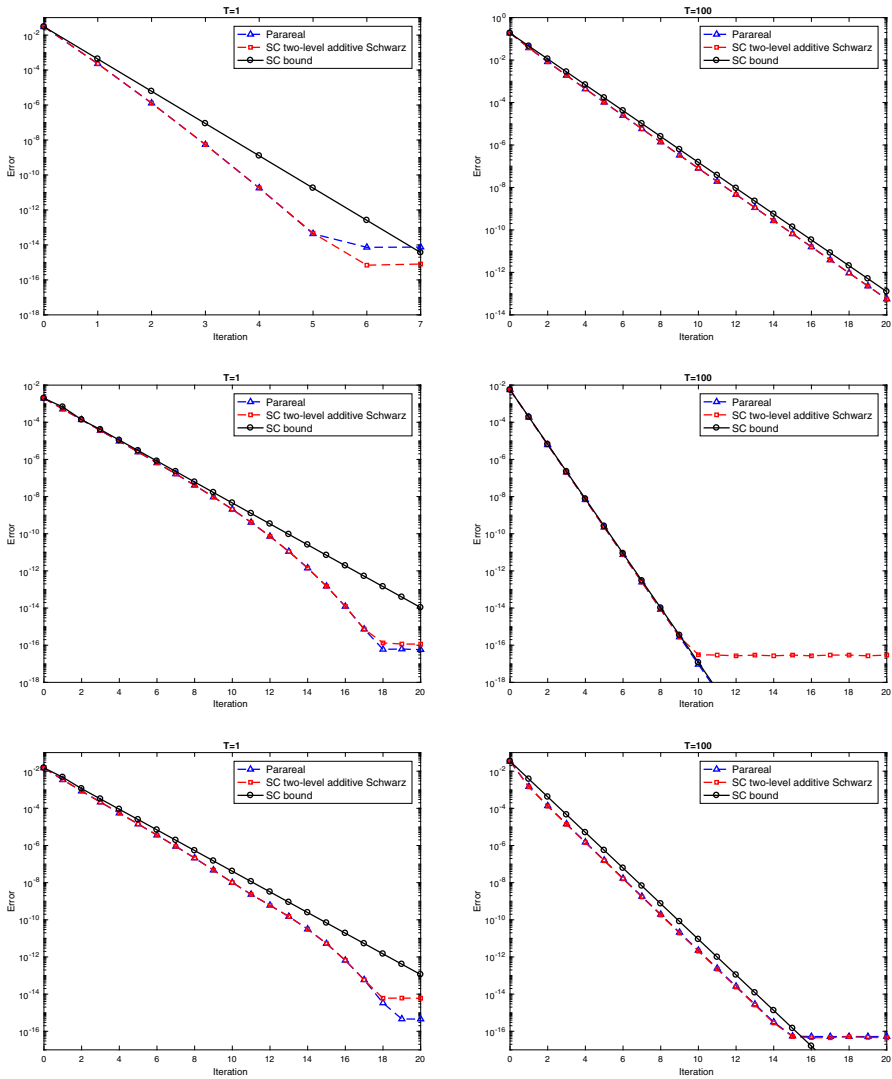 T=1
Parareal
SC two-level additive Schwarz
SC bound
Error
10^-2
10^-4
10^-6
10^-8
10^-10
10^-12
10^-14
10^-16
10^-18
0 1 2 3 4 5 6 7
Iteration
T=100
Parareal
SC two-level additive Schwarz
SC bound
Error
10^0
10^-2
10^-4
10^-6
10^-8
10^-10
10^-12
10^-14
0 2 4 6 8 10 12 14 16 18 20
Iteration
T=1
Parareal
SC two-level additive Schwarz
SC bound
Error
10^-2
10^-4
10^-6
10^-8
10^-10
10^-12
10^-14
10^-16
10^-18
0 2 4 6 8 10 12 14 16 18 20
Iteration
T=100
Parareal
SC two-level additive Schwarz
SC bound
Error
10^-2
10^-4
10^-6
10^-8
10^-10
10^-12
10^-14
10^-16
10^-18
0 2 4 6 8 10 12 14 16 18 20
Iteration
T=1
Parareal
SC two-level additive Schwarz
SC bound
Error
10^-2
10^-4
10^-6
10^-8
10^-10
10^-12
10^-14
10^-16
0 2 4 6 8 10 12 14 16 18 20
Iteration
T=100
Parareal
SC two-level additive Schwarz
SC bound
Error
10^-2
10^-4
10^-6
10^-8
10^-10
10^-12
10^-14
10^-16
0 2 4 6 8 10 12 14 16 18 20
Iteration